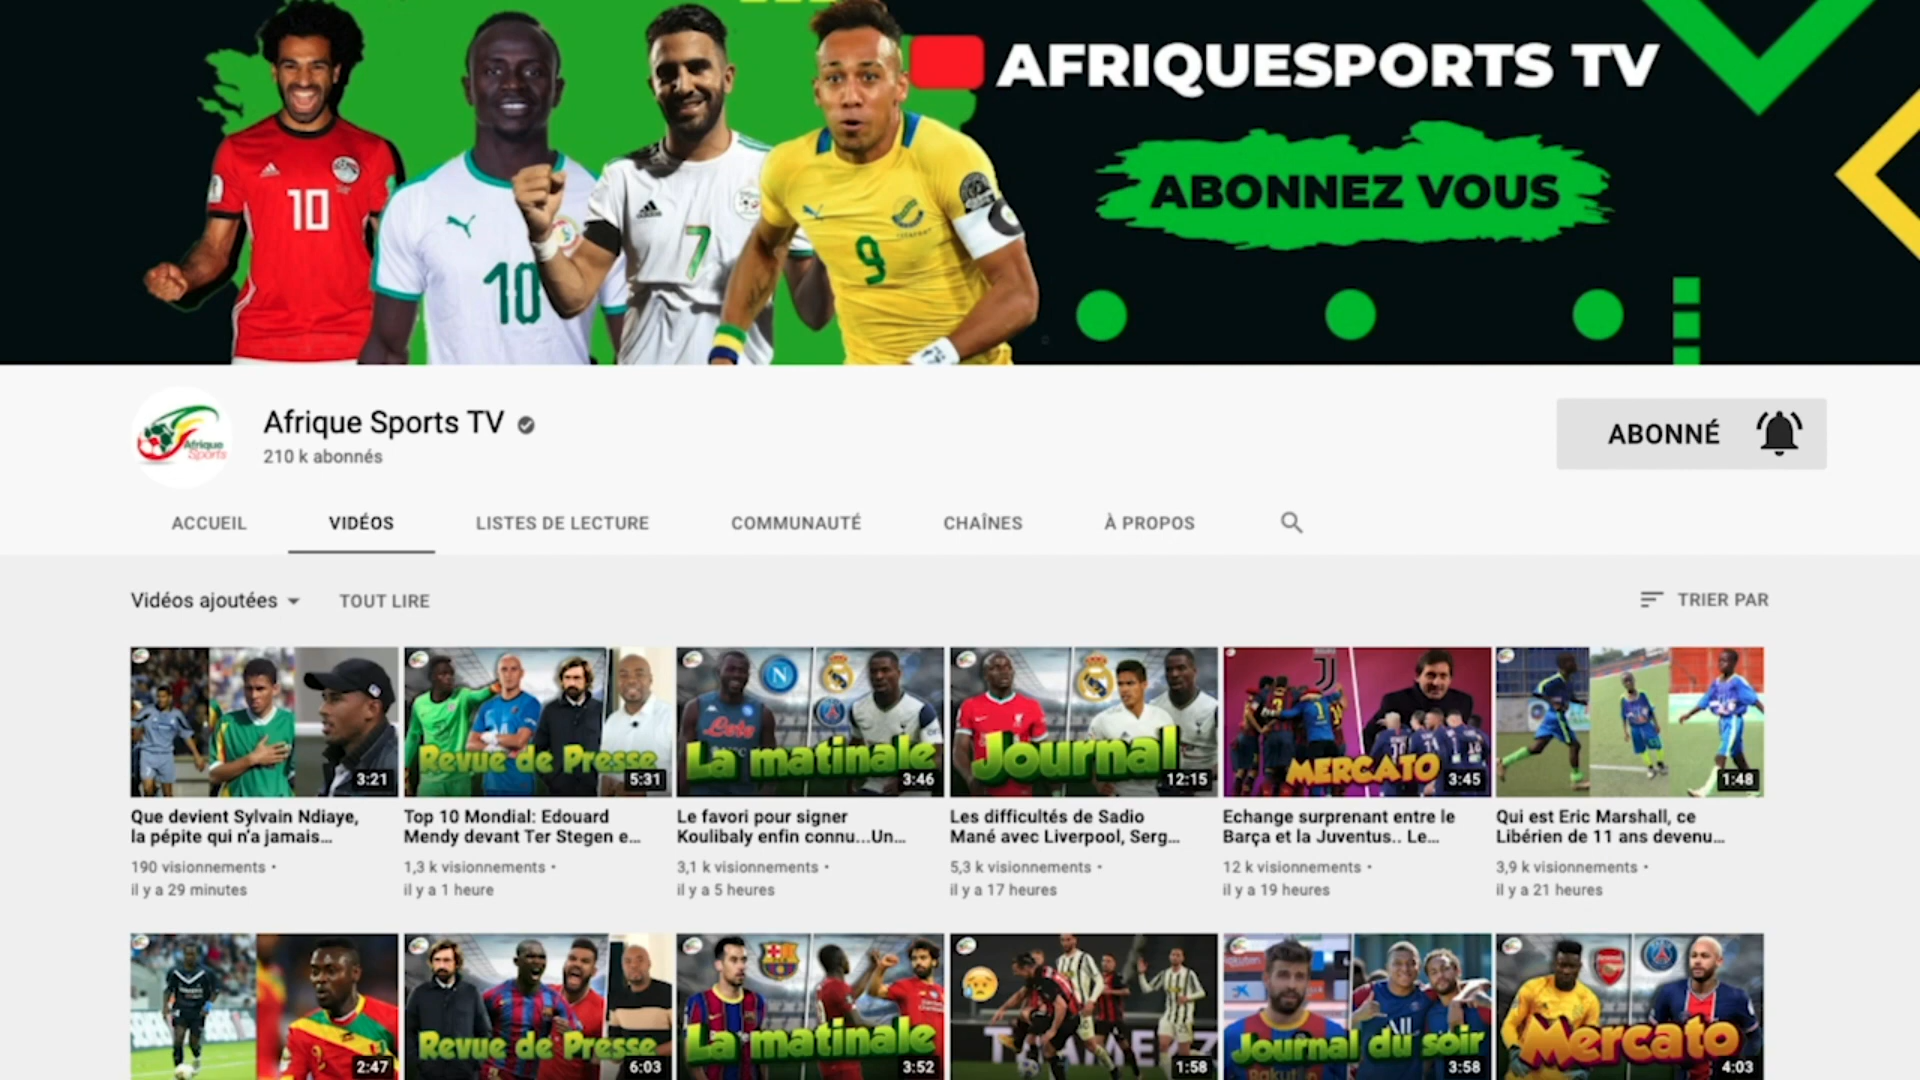 AFRIQUESPORTS TV
ABONNEZ VOUS
10
10
7
9
Afrique Sports TV
210 k abonnés
Afrique
Sports
ABONNÉ
ACCUEIL
VIDÉOS
LISTES DE LECTURE
COMMUNAUTÉ
CHAÎNES
À PROPOS
Vidéos ajoutées
TOUT LIRE
TRIER PAR
3:21
Revue de Presse
5:31
La matinale
3:46
Journal
12:15
MERCATO
3:45
1:48
Que devient Sylvain Ndiaye,
la pépite qui n'a jamais...
190 visionnements •
il y a 29 minutes
Top 10 Mondial: Edouard
Mendy devant Ter Stegen e...
1,3 k visionnements •
il y a 1 heure
Le favori pour signer
Koulibaly enfin connu...Un...
3,1 k visionnements •
il y a 5 heures
Les difficultés de Sadio
Mané avec Liverpool, Serg...
5,3 k visionnements •
il y a 17 heures
Echange surprenant entre le
Barça et la Juventus.. Le...
12 k visionnements •
il y a 19 heures
Qui est Eric Marshall, ce
Libérien de 11 ans devenu...
3,9 k visionnements •
il y a 21 heures
2:47
Revue de Presse
6:03
La matinale
3:52
1:58
Journal du soir
3:58
Mercato
4:03